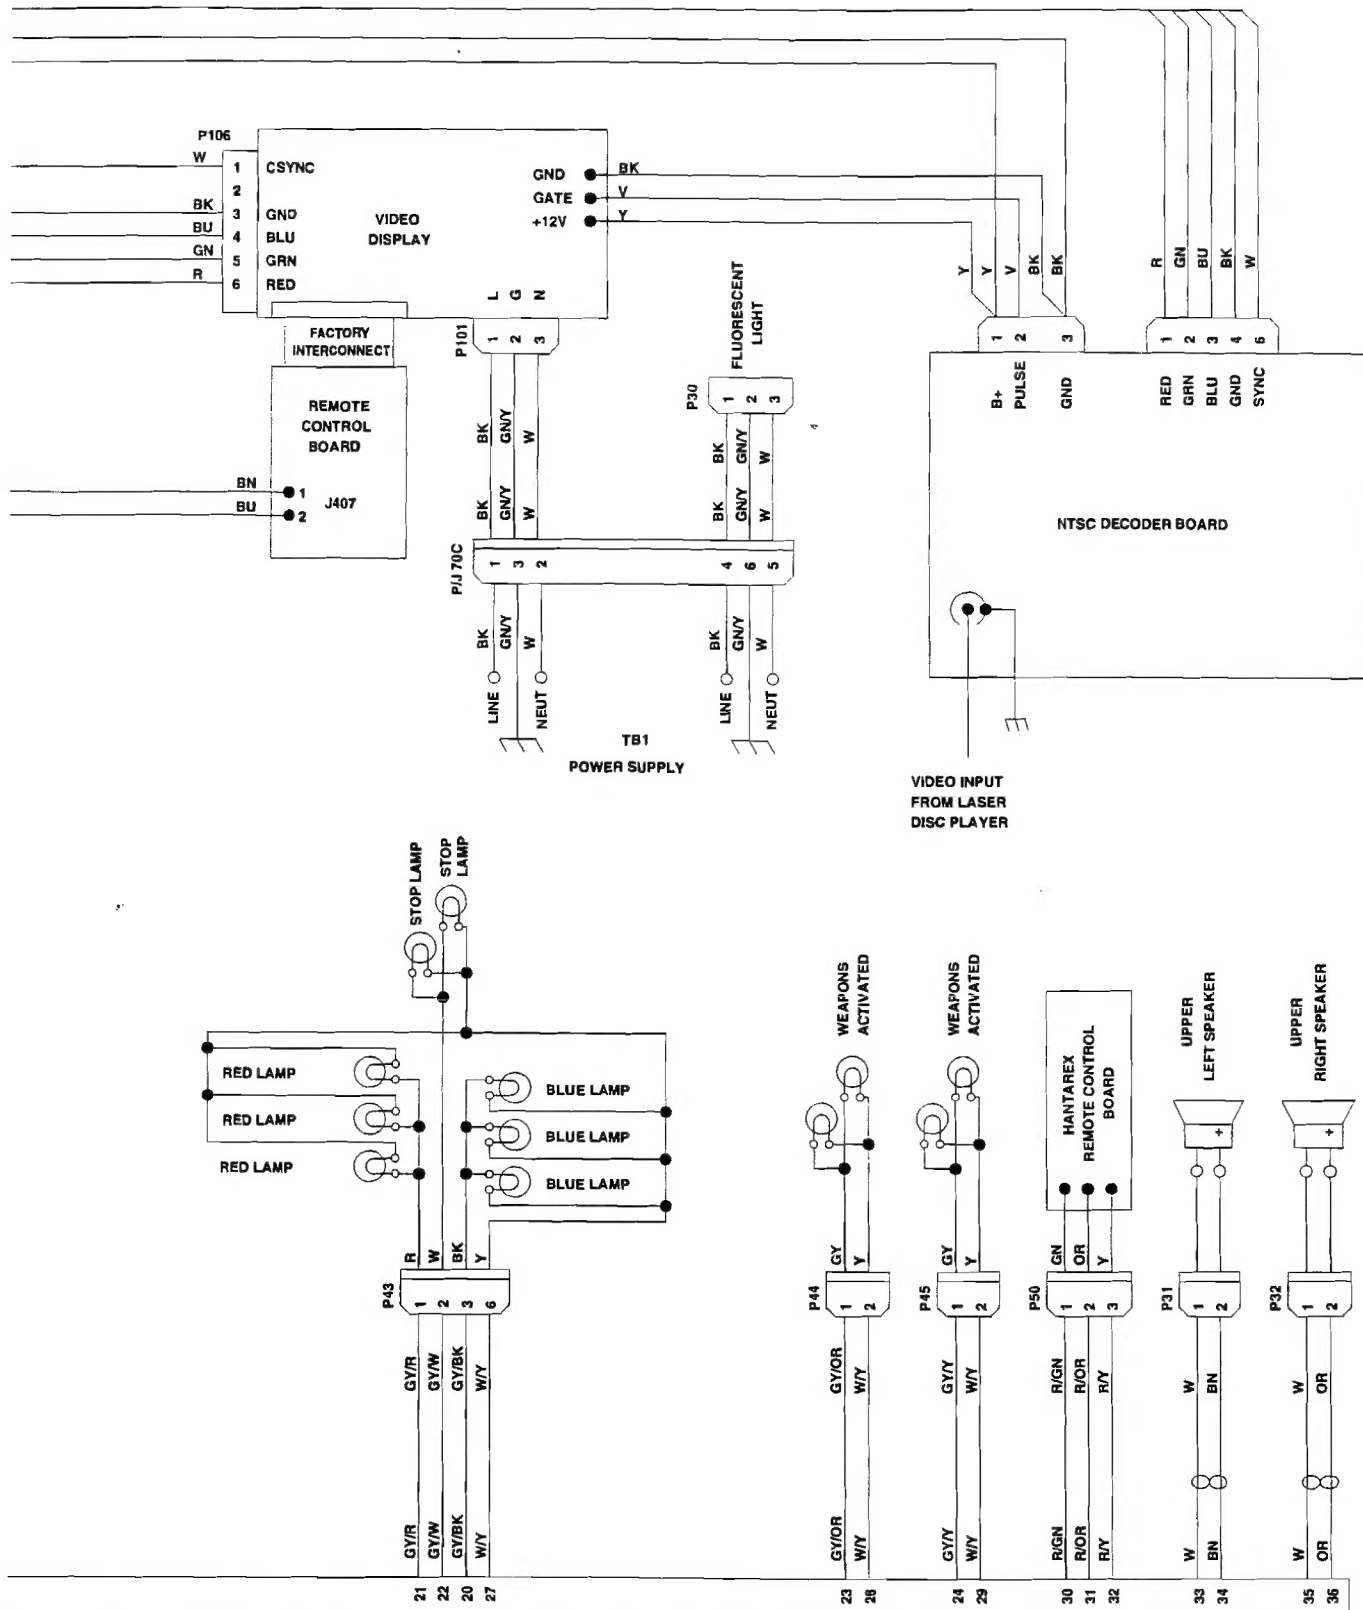 P106
W
1 CSYNC
2
BK
3 GND
BU
4 BLU
GN
5 GRN
R
6 RED
VIDEO
DISPLAY
GND
GATE
+12V
BK
V
Y
L G N
P101
1 2 3
FACTORY
INTERCONNECT
REMOTE
CONTROL
BOARD
BN
1
BU
2
J407
BK GN/Y W
BK GN/Y W
FLUORESCENT
LIGHT
P30
1 2 3
BK GN/Y W
BK GN/Y W
P/J 70C
1 3 2 4 6 5
BK GN/Y W
BK GN/Y W
LINE
NEUT
LINE
NEUT
TB1
POWER SUPPLY
Y Y V BK BK
1 2 3
B+
PULSE
GND
R GN BU BK W
1 2 3 4 6
RED
GRN
BLU
GND
SYNC
NTSC DECODER BOARD
VIDEO INPUT
FROM LASER
DISC PLAYER
STOP LAMP
STOP
LAMP
RED LAMP
RED LAMP
RED LAMP
BLUE LAMP
BLUE LAMP
BLUE LAMP
R W BK Y
P43
1 2 3 6
GY/R GY/W GY/BK W/Y
GY/R GY/W GY/BK W/Y
21 22 20 27
WEAPONS
ACTIVATED
GY Y
P44
1 2
GY/OR W/Y
GY/OR W/Y
23 28
WEAPONS
ACTIVATED
GY Y
P45
1 2
GY/Y W/Y
GY/Y W/Y
24 29
HANTAREX
REMOTE CONTROL
BOARD
GN OR Y
P50
1 2 3
R/GN R/OR R/Y
R/GN R/OR R/Y
30 31 32
UPPER
LEFT SPEAKER
+
P31
1 2
W BN
W BN
33 34
UPPER
RIGHT SPEAKER
+
P32
1 2
W OR
W OR
35 36